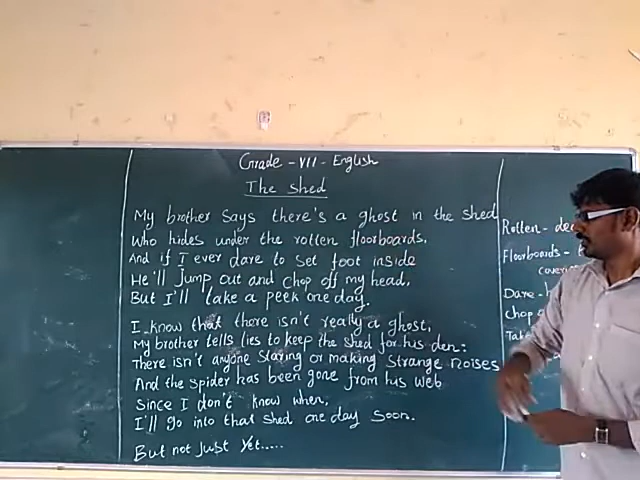 Grade - VII - English
The Shed
My brother says there's a ghost in the shed
Who hides under the rotten floorboards,
And if I ever dare to set foot inside
He'll jump out and chop off my head,
But I'll take a peek one day.
I know that there isn't really a ghost,
My brother tells lies to keep the shed for his den:
There isn't anyone staring or making strange noises
And the spider has been gone from his web
Since I don't know when,
I'll go into that shed one day soon.
But not just yet.....
Rotten -
Floorboards -
Dare -
chop